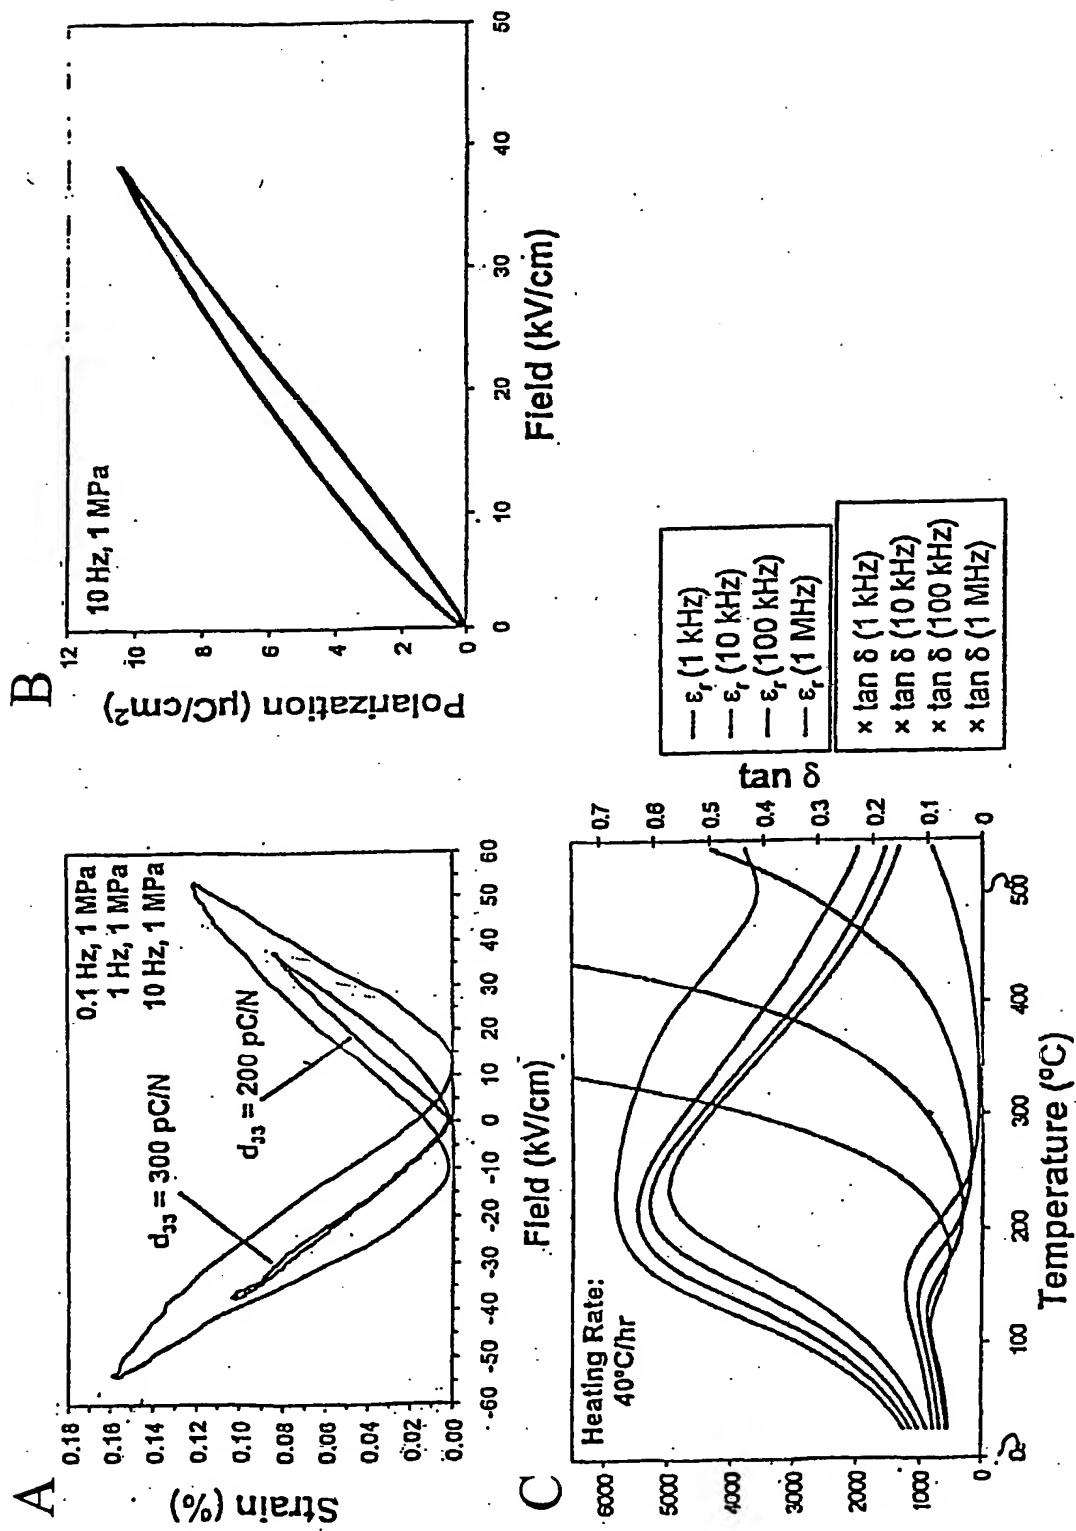 A
Strain (%)
0.18
0.16
0.14
0.12
0.10
0.08
0.06
0.04
0.02
0.00
0.1 Hz, 1 MPa
1 Hz, 1 MPa
10 Hz, 1 MPa
d33 = 300 pC/N
d33 = 200 pC/N
-60 -50 -40 -30 -20 -10 0 10 20 30 40 50 60
Field (kV/cm)
B
Polarization (µC/cm²)
12
10
8
6
4
2
0
10 Hz, 1 MPa
0 10 20 30 40 50
Field (kV/cm)
C
Heating Rate:
40ºC/hr
6000
5000
4000
3000
2000
1000
0
tan δ
0.7
0.6
0.5
0.4
0.3
0.2
0.1
0
100 200 300 400 500
Temperature (ºC)
— εr (1 kHz)
— εr (10 kHz)
— εr (100 kHz)
— εr (1 MHz)
× tan δ (1 kHz)
× tan δ (10 kHz)
× tan δ (100 kHz)
× tan δ (1 MHz)